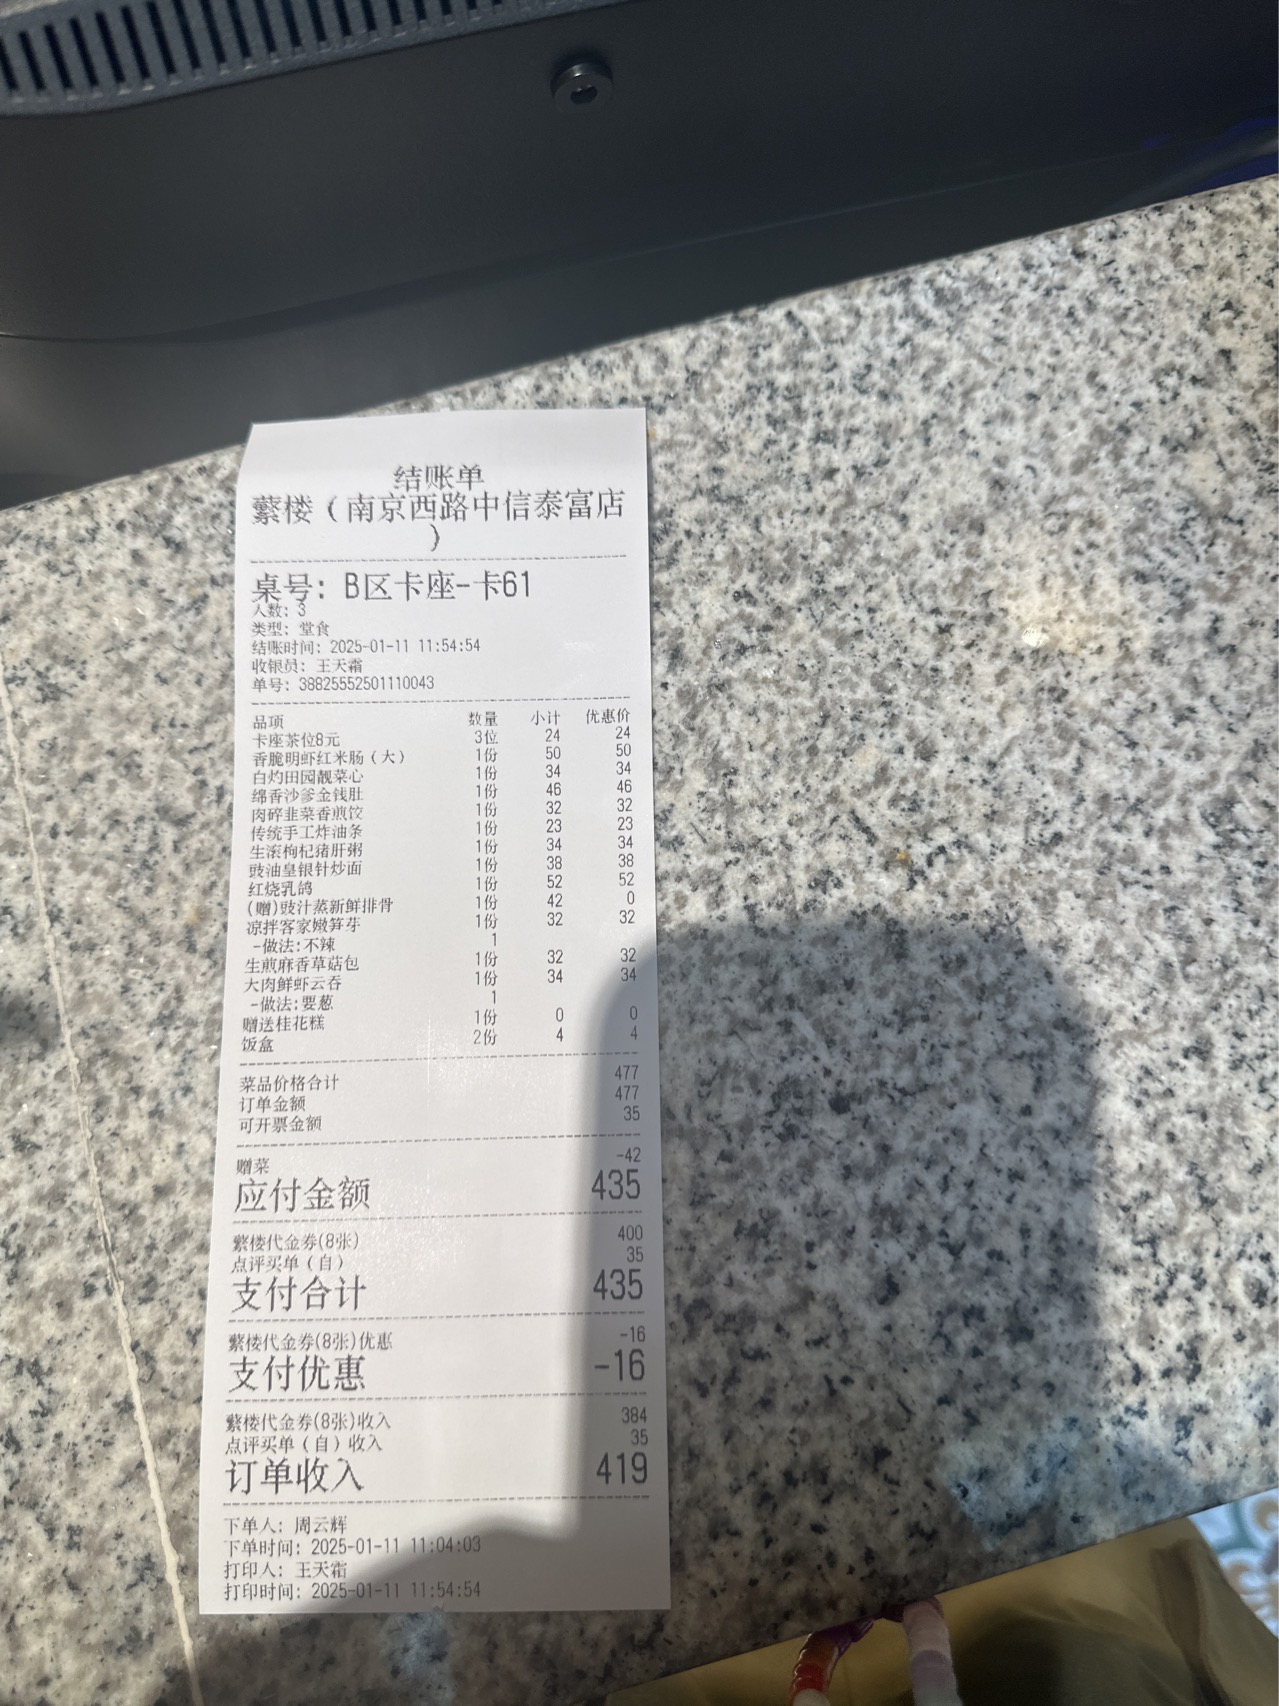 结账单
蘩楼（南京西路中信泰富店
）
桌号：B区卡座-卡61
人数：3
类型：堂食
结账时间：2025-01-11 11:54:54
收银员：王天霜
单号：38825552501110043
品项 数量 小计 优惠价
卡座茶位8元 3位 24 24
香脆明虾红米肠（大） 1份 50 50
白灼田园靓菜心 1份 34 34
绵香沙爹金钱肚 1份 46 46
肉碎韭菜香煎饺 1份 32 32
传统手工炸油条 1份 23 23
生滚枸杞猪肝粥 1份 34 34
豉油皇银针炒面 1份 38 38
红烧乳鸽 1份 52 52
(赠)豉汁蒸新鲜排骨 1份 42 0
凉拌客家嫩笋芽 1份 32 32
-做法:不辣 1
生煎麻香草菇包 1份 32 32
大肉鲜虾云吞 1份 34 34
-做法:要葱 1
赠送桂花糕 1份 0 0
饭盒 2份 4 4
菜品价格合计 477
订单金额 477
可开票金额 35
赠菜 -42
应付金额 435
蘩楼代金券(8张) 400
点评买单（自） 35
支付合计 435
蘩楼代金券(8张)优惠 -16
支付优惠 -16
蘩楼代金券(8张)收入 384
点评买单（自）收入 35
订单收入 419
下单人：周云辉
下单时间：2025-01-11 11:04:03
打印人：王天霜
打印时间：2025-01-11 11:54:54